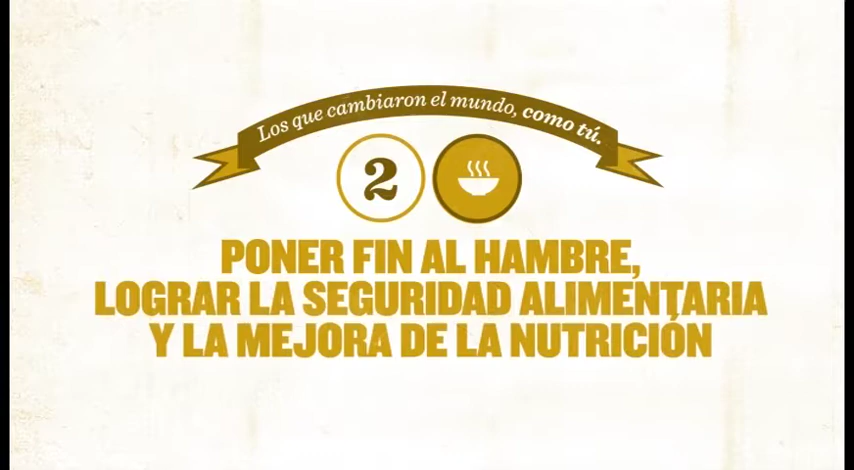 Los que cambiaron el mundo, como tú.
2
PONER FIN AL HAMBRE,
LOGRAR LA SEGURIDAD ALIMENTARIA
Y LA MEJORA DE LA NUTRICIÓN